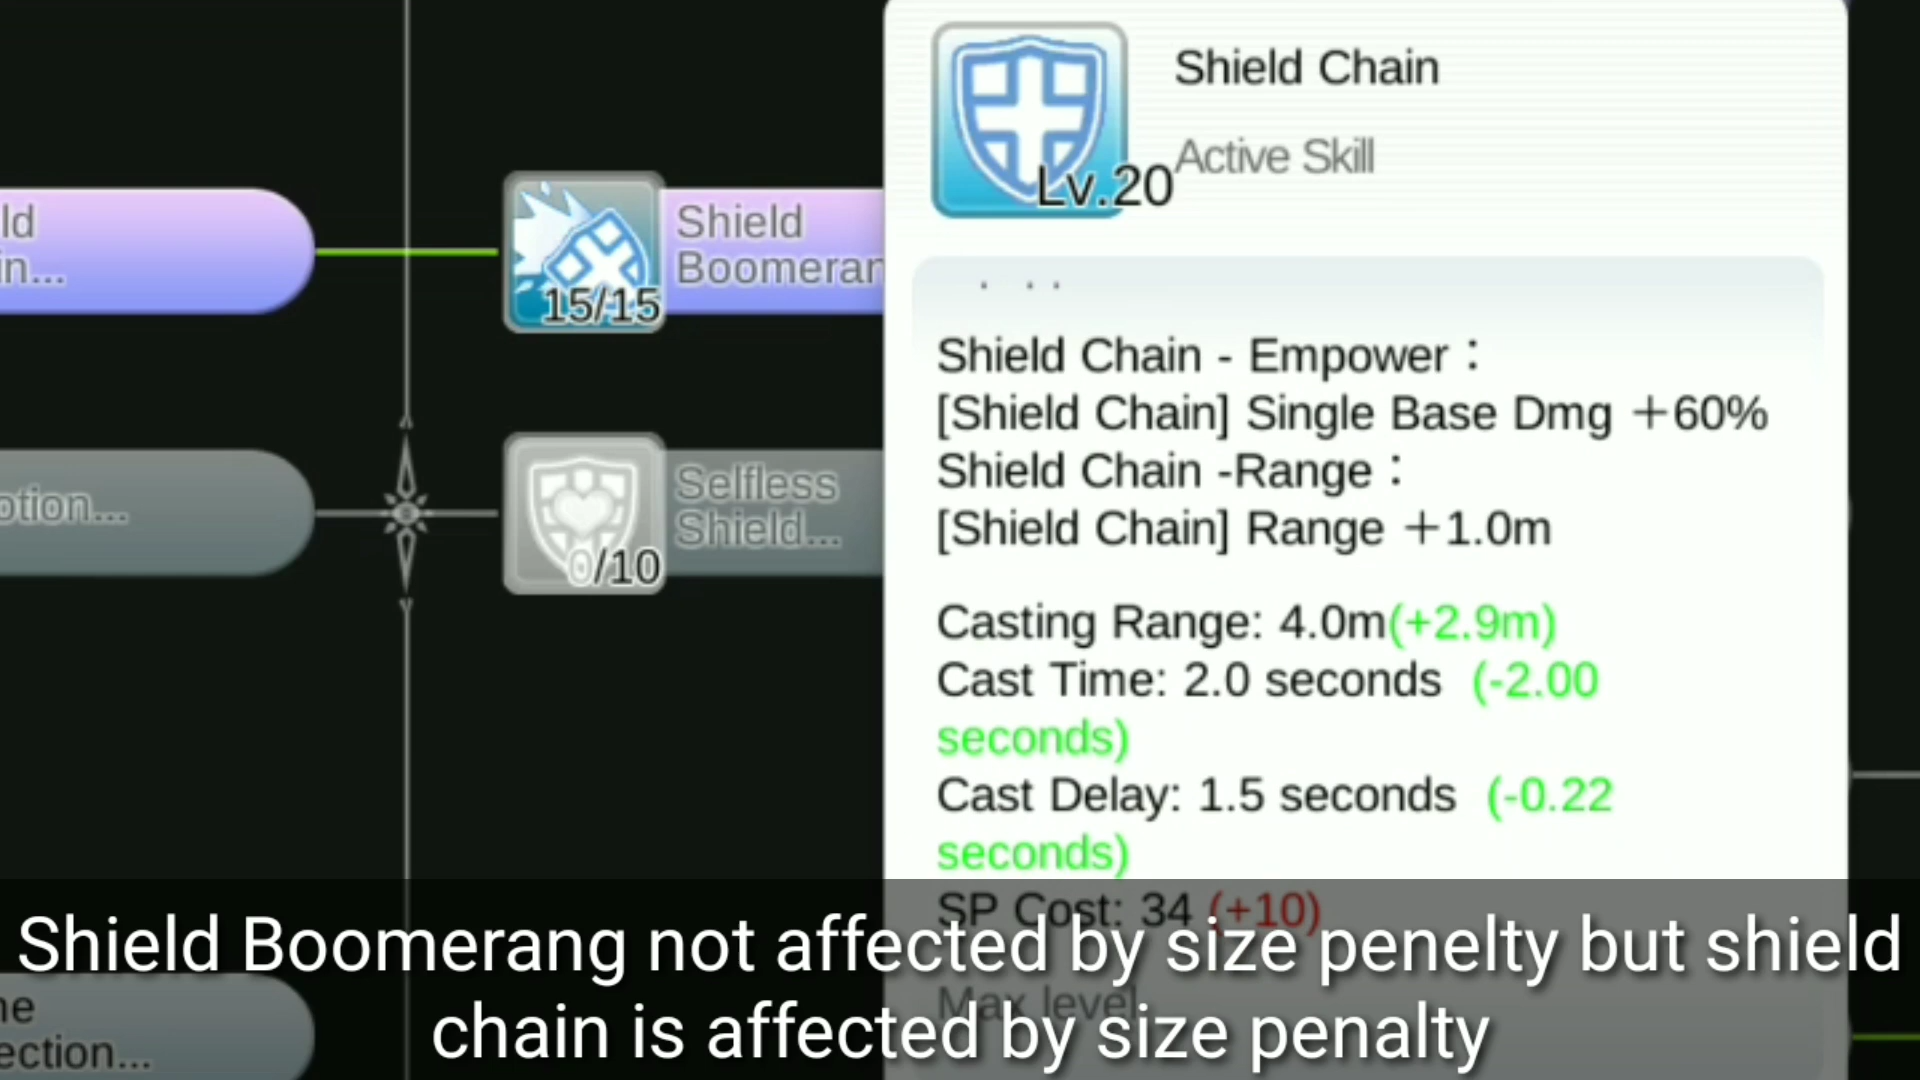 ld
in...
Shield
Boomeran
15/15
otion...
Selfless
Shield...
0/10
ne
ection...
Shield Chain
Active Skill
Lv.20
Shield Chain - Empower：
[Shield Chain] Single Base Dmg ＋60%
Shield Chain -Range：
[Shield Chain] Range ＋1.0m
Casting Range: 4.0m(+2.9m)
Cast Time: 2.0 seconds (-2.00
seconds)
Cast Delay: 1.5 seconds (-0.22
seconds)
SP Cost: 34 (+10)
Max level
Shield Boomerang not affected by size penelty but shield
chain is affected by size penalty